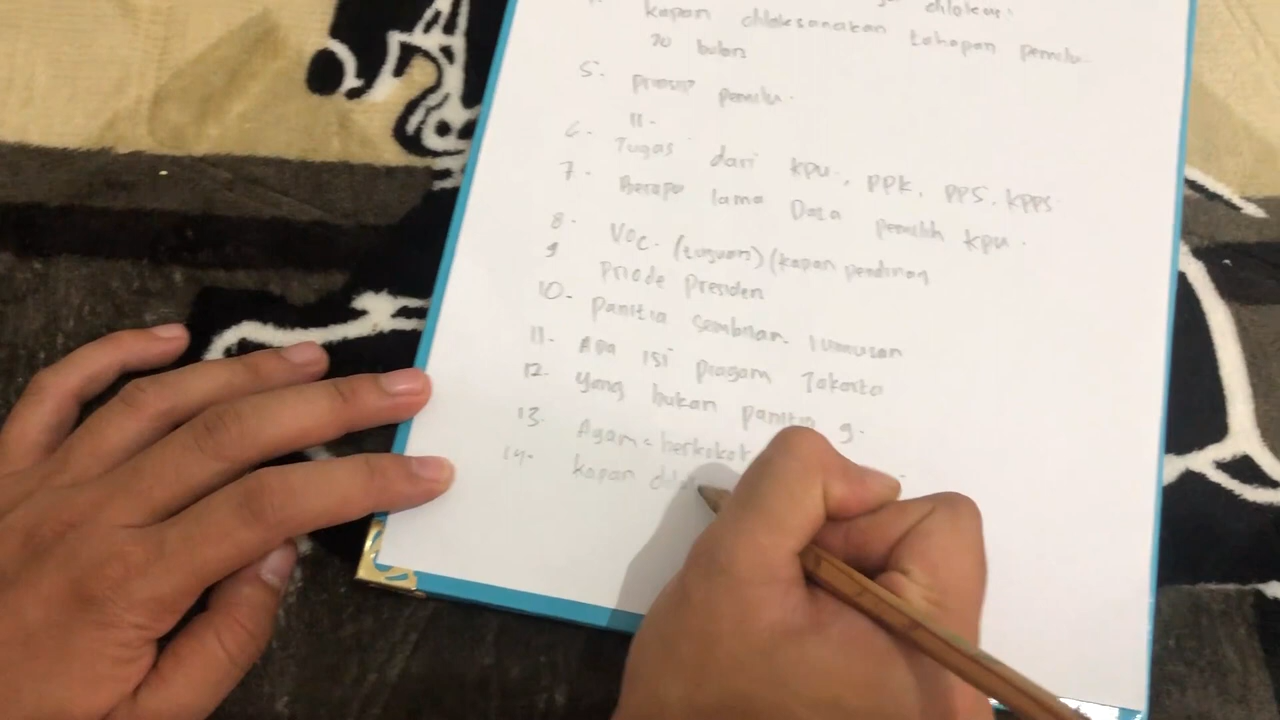 kapan dilaksanakan tahapan pemilu.
20 bulan
5. prinsip pemilu.
11.
6. Tugas dari kpu, PPK, PPS, KPPS
7. Berapa lama Data pemilih kpu.
8. VOC. (tujuan) (kapan pendirian
9 Priode Presiden
10. Panitia sembilan
11. Apa isi piagam Jakarta
12. yang bukan panitia 9.
13.
14. kapan